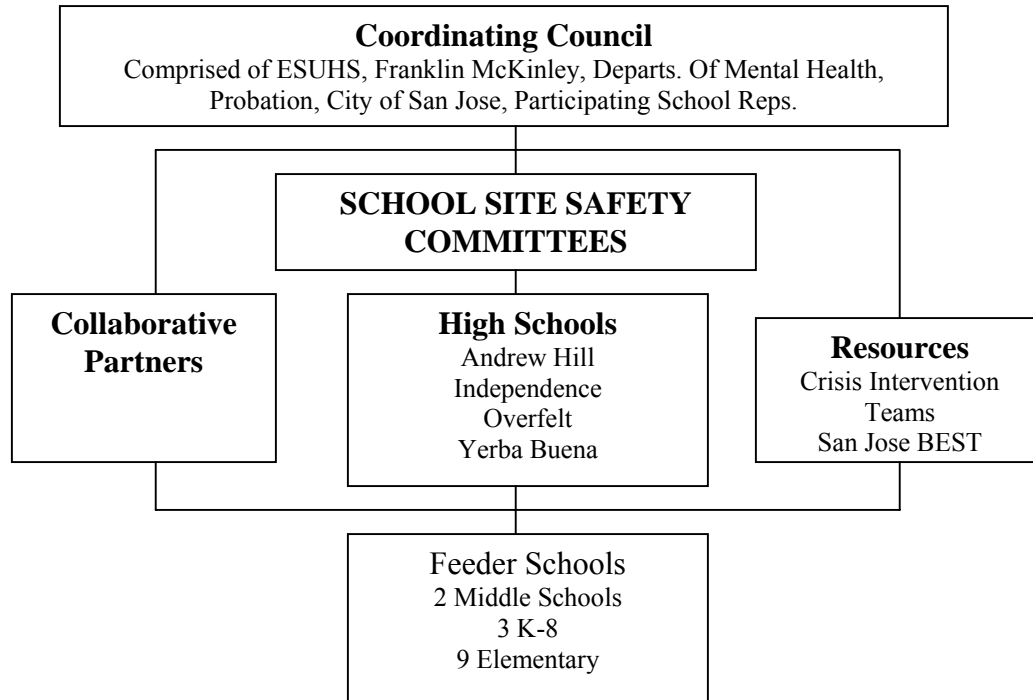 Coordinating Council
Comprised of ESUHS, Franklin McKinley, Departs. Of Mental Health,
Probation, City of San Jose, Participating School Reps.
SCHOOL SITE SAFETY
COMMITTEES
Collaborative
Partners
High Schools
Andrew Hill
Independence
Overfelt
Yerba Buena
Resources
Crisis Intervention
Teams
San Jose BEST
Feeder Schools
2 Middle Schools
3 K-8
9 Elementary